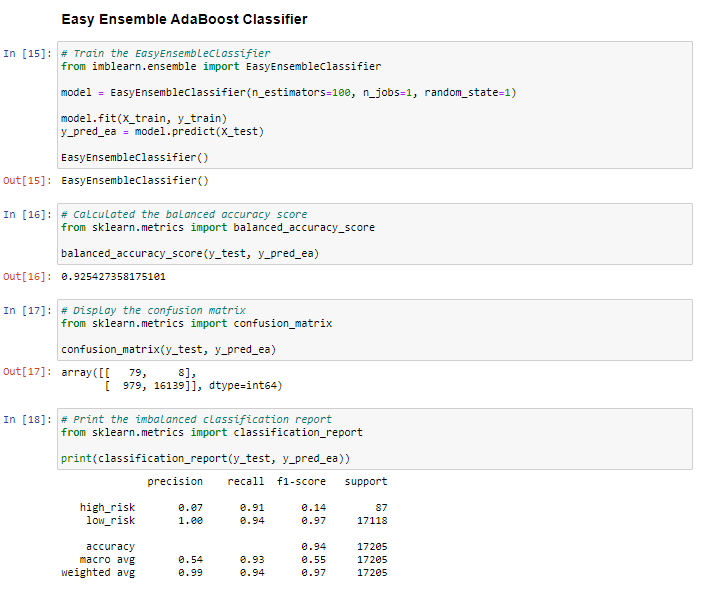 Easy Ensemble AdaBoost Classifier
In [15]: # Train the EasyEnsembleClassifier
from imblearn.ensemble import EasyEnsembleClassifier
model = EasyEnsembleClassifier(n_estimators=100, n_jobs=1, random_state=1)
model.fit(X_train, y_train)
y_pred_ea = model.predict(X_test)
EasyEnsembleClassifier()
Out[15]: EasyEnsembleClassifier()
In [16]: # Calculated the balanced accuracy score
from sklearn.metrics import balanced_accuracy_score
balanced_accuracy_score(y_test, y_pred_ea)
Out[16]: 0.925427358175101
In [17]: # Display the confusion matrix
from sklearn.metrics import confusion_matrix
confusion_matrix(y_test, y_pred_ea)
Out[17]: array([[ 79, 8],
[ 979, 16139]], dtype=int64)
In [18]: # Print the imbalanced classification report
from sklearn.metrics import classification_report
print(classification_report(y_test, y_pred_ea))
precision recall f1-score support
high_risk 0.07 0.91 0.14 87
low_risk 1.00 0.94 0.97 17118
accuracy 0.94 17205
macro avg 0.54 0.93 0.55 17205
weighted avg 0.99 0.94 0.97 17205